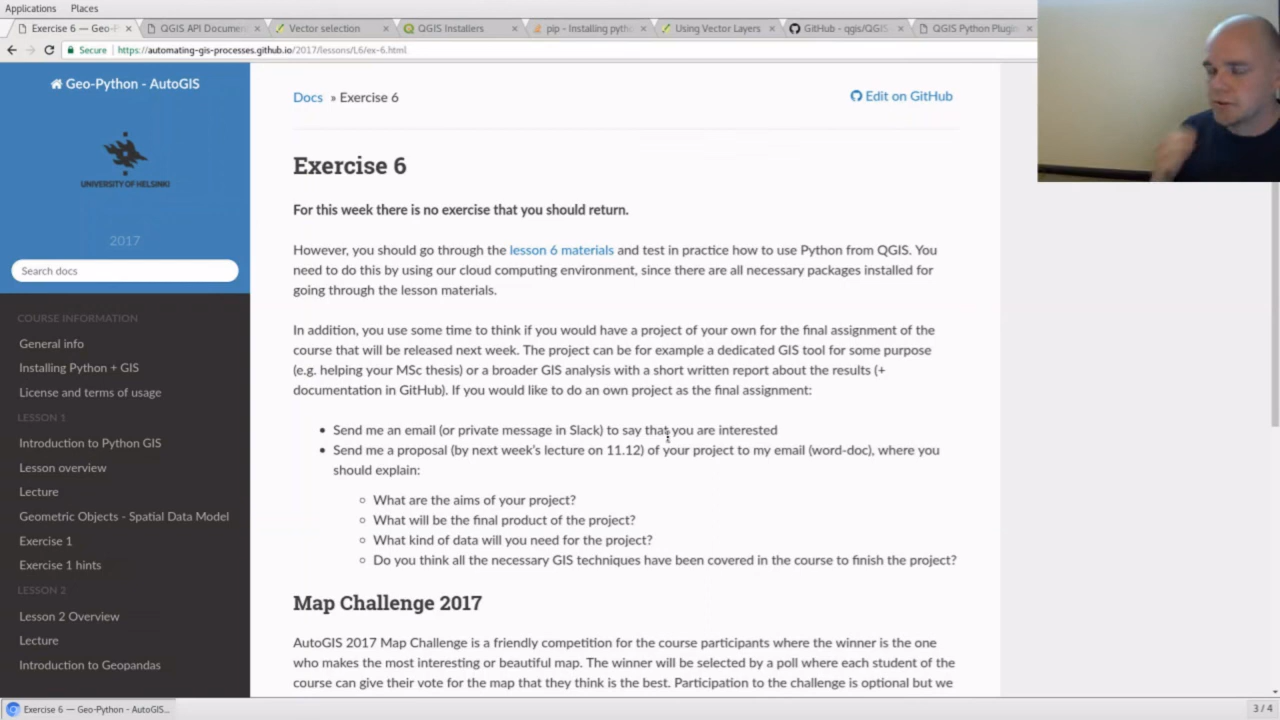 Applications Places
Exercise 6 — Geo-P
QGIS API Documen
Vector selection
QGIS Installers
pip - Installing pytho
Using Vector Layers
GitHub - qgis/QGIS
QGIS Python Plugin
Secure https://automating-gis-processes.github.io/2017/lessons/L6/ex-6.html
Geo-Python - AutoGIS
UNIVERSITY OF HELSINKI
2017
Search docs
COURSE INFORMATION
General info
Installing Python + GIS
License and terms of usage
LESSON 1
Introduction to Python GIS
Lesson overview
Lecture
Geometric Objects - Spatial Data Model
Exercise 1
Exercise 1 hints
LESSON 2
Lesson 2 Overview
Lecture
Introduction to Geopandas
Docs » Exercise 6
Edit on GitHub
Exercise 6
For this week there is no exercise that you should return.
However, you should go through the lesson 6 materials and test in practice how to use Python from QGIS. You
need to do this by using our cloud computing environment, since there are all necessary packages installed for
going through the lesson materials.
In addition, you use some time to think if you would have a project of your own for the final assignment of the
course that will be released next week. The project can be for example a dedicated GIS tool for some purpose
(e.g. helping your MSc thesis) or a broader GIS analysis with a short written report about the results (+
documentation in GitHub). If you would like to do an own project as the final assignment:
• Send me an email (or private message in Slack) to say that you are interested
• Send me a proposal (by next week's lecture on 11.12) of your project to my email (word-doc), where you
should explain:
◦ What are the aims of your project?
◦ What will be the final product of the project?
◦ What kind of data will you need for the project?
◦ Do you think all the necessary GIS techniques have been covered in the course to finish the project?
Map Challenge 2017
AutoGIS 2017 Map Challenge is a friendly competition for the course participants where the winner is the one
who makes the most interesting or beautiful map. The winner will be selected by a poll where each student of the
course can give their vote for the map that they think is the best. Participation to the challenge is optional but we
Exercise 6 — Geo-Python - AutoGIS...
3 / 4